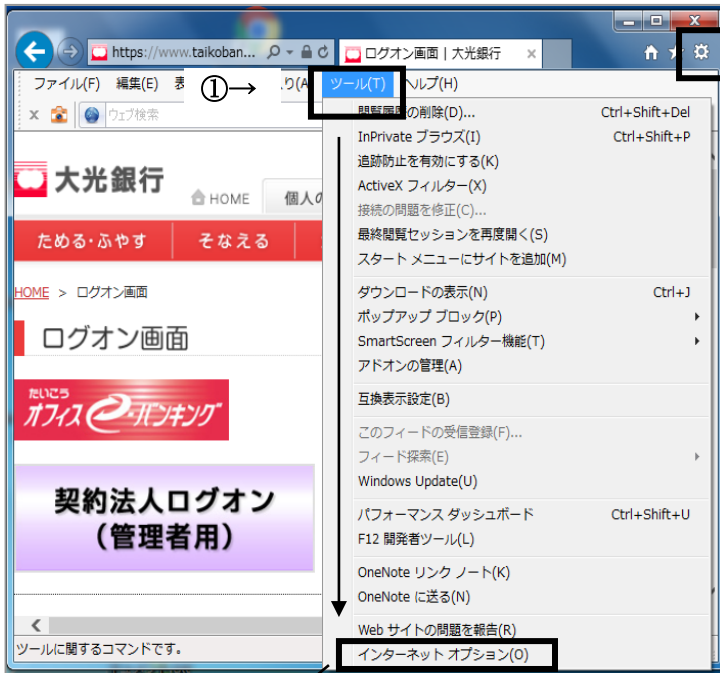 https://www.taikoban...
ログオン画面 | 大光銀行
ファイル(F) 編集(E) 表
①→
り(A
ツール(T)
ヘルプ(H)
ウェブ検索
閲覧履歴の削除(D)... Ctrl+Shift+Del
InPrivate ブラウズ(I) Ctrl+Shift+P
追跡防止を有効にする(K)
ActiveX フィルター(X)
接続の問題を修正(C)...
最終閲覧セッションを再度開く(S)
スタート メニューにサイトを追加(M)
ダウンロードの表示(N) Ctrl+J
ポップアップ ブロック(P)
SmartScreen フィルター機能(T)
アドオンの管理(A)
互換表示設定(B)
このフィードの受信登録(F)...
フィード探索(E)
Windows Update(U)
パフォーマンス ダッシュボード Ctrl+Shift+U
F12 開発者ツール(L)
OneNote リンク ノート(K)
OneNote に送る(N)
Web サイトの問題を報告(R)
インターネット オプション(O)
大光銀行
HOME
個人の
ためる・ふやす
そなえる
HOME > ログオン画面
ログオン画面
たいこう
オフィスe-バンキング
契約法人ログオン
（管理者用）
ツールに関するコマンドです。